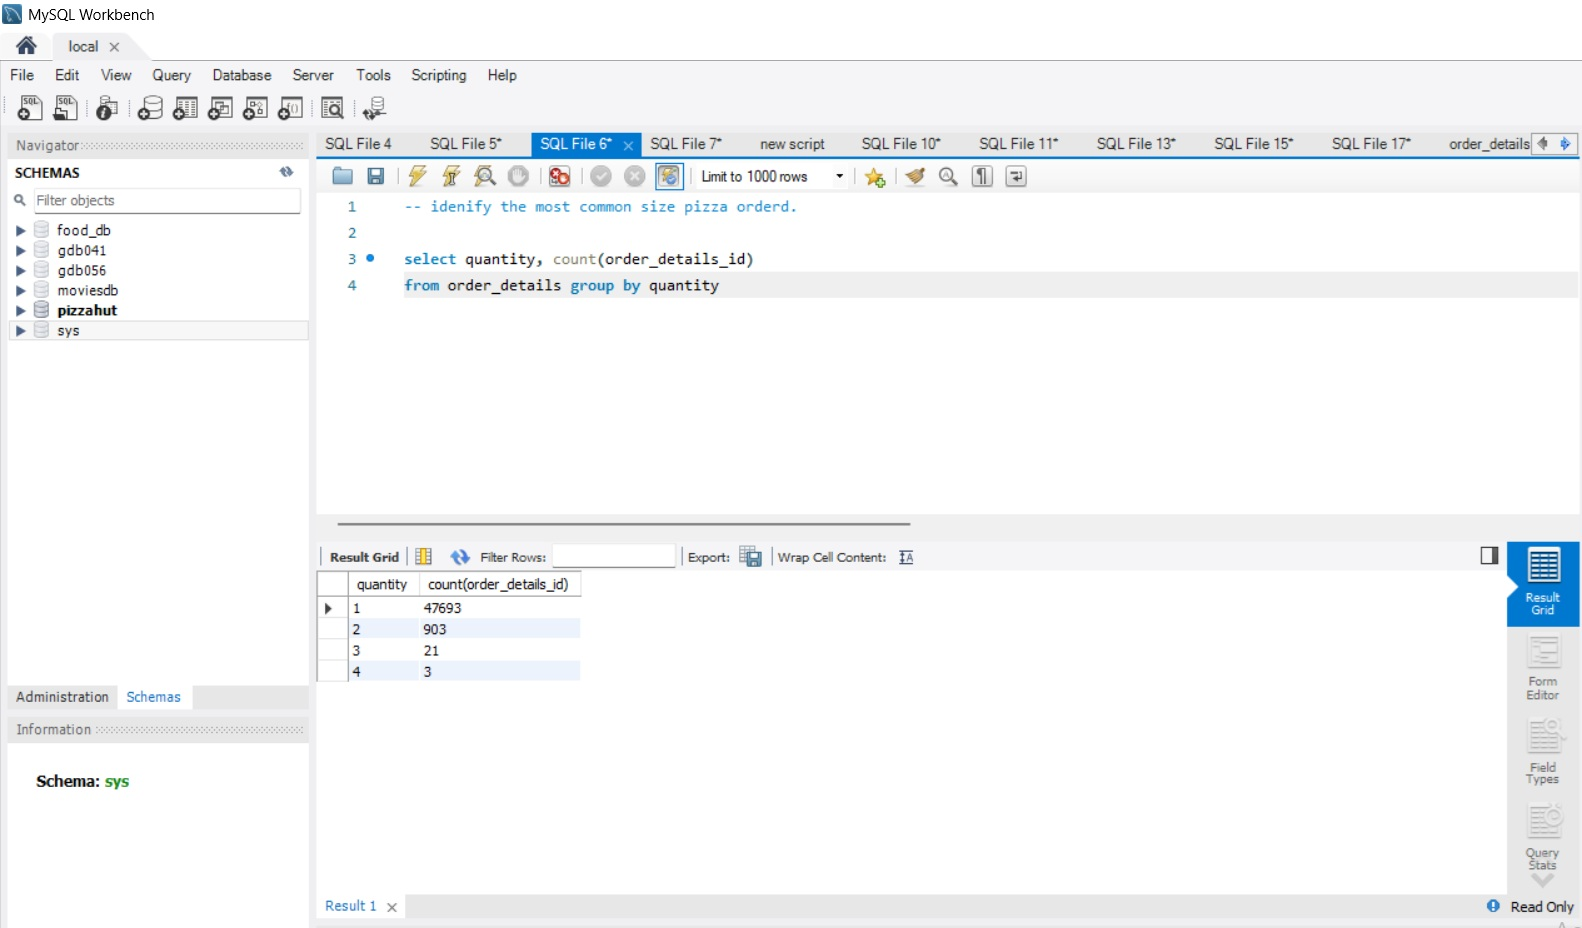 MySQL Workbench
local
File Edit View Query Database Server Tools Scripting Help
Navigator
SCHEMAS
Filter objects
food_db
gdb041
gdb056
moviesdb
pizzahut
sys
Administration Schemas
Information
Schema: sys
SQL File 4 SQL File 5* SQL File 6* SQL File 7* new script SQL File 10* SQL File 11* SQL File 13* SQL File 15* SQL File 17* order_details
Limit to 1000 rows
1 -- idenify the most common size pizza orderd.
2
3 select quantity, count(order_details_id)
4 from order_details group by quantity
Result Grid Filter Rows: Export: Wrap Cell Content:
quantity count(order_details_id)
1 47693
2 903
3 21
4 3
Result
Grid
Form
Editor
Field
Types
Query
Stats
Result 1
Read Only